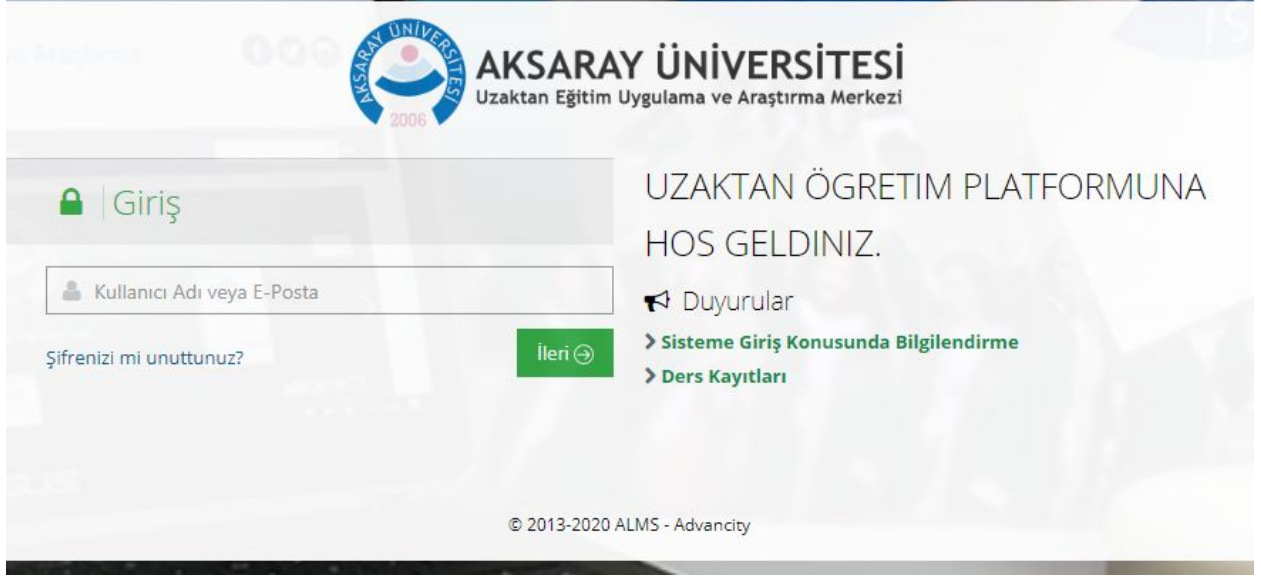 AKSARAY ÜNİVERSİTESİ
2006
AKSARAY ÜNİVERSİTESİ
Uzaktan Eğitim Uygulama ve Araştırma Merkezi
Giriş
Kullanıcı Adı veya E-Posta
Şifrenizi mi unuttunuz?
İleri
UZAKTAN ÖGRETIM PLATFORMUNA
HOS GELDINIZ.
Duyurular
Sisteme Giriş Konusunda Bilgilendirme
Ders Kayıtları
© 2013-2020 ALMS - Advancity